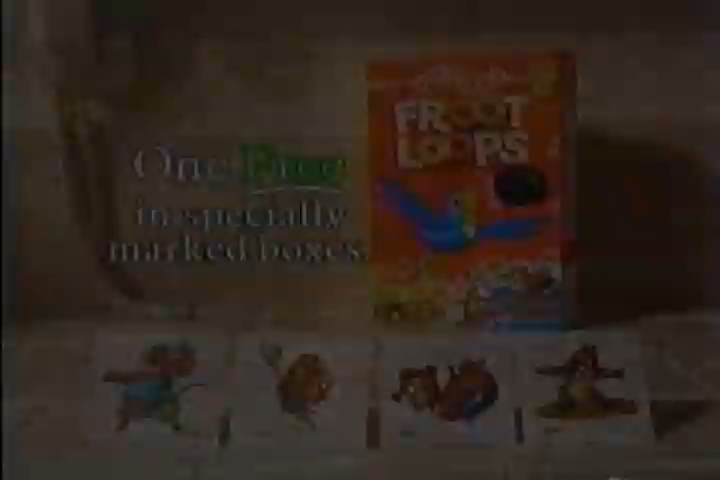 One Free
in specially
marked boxes.
FROOT
LOOPS